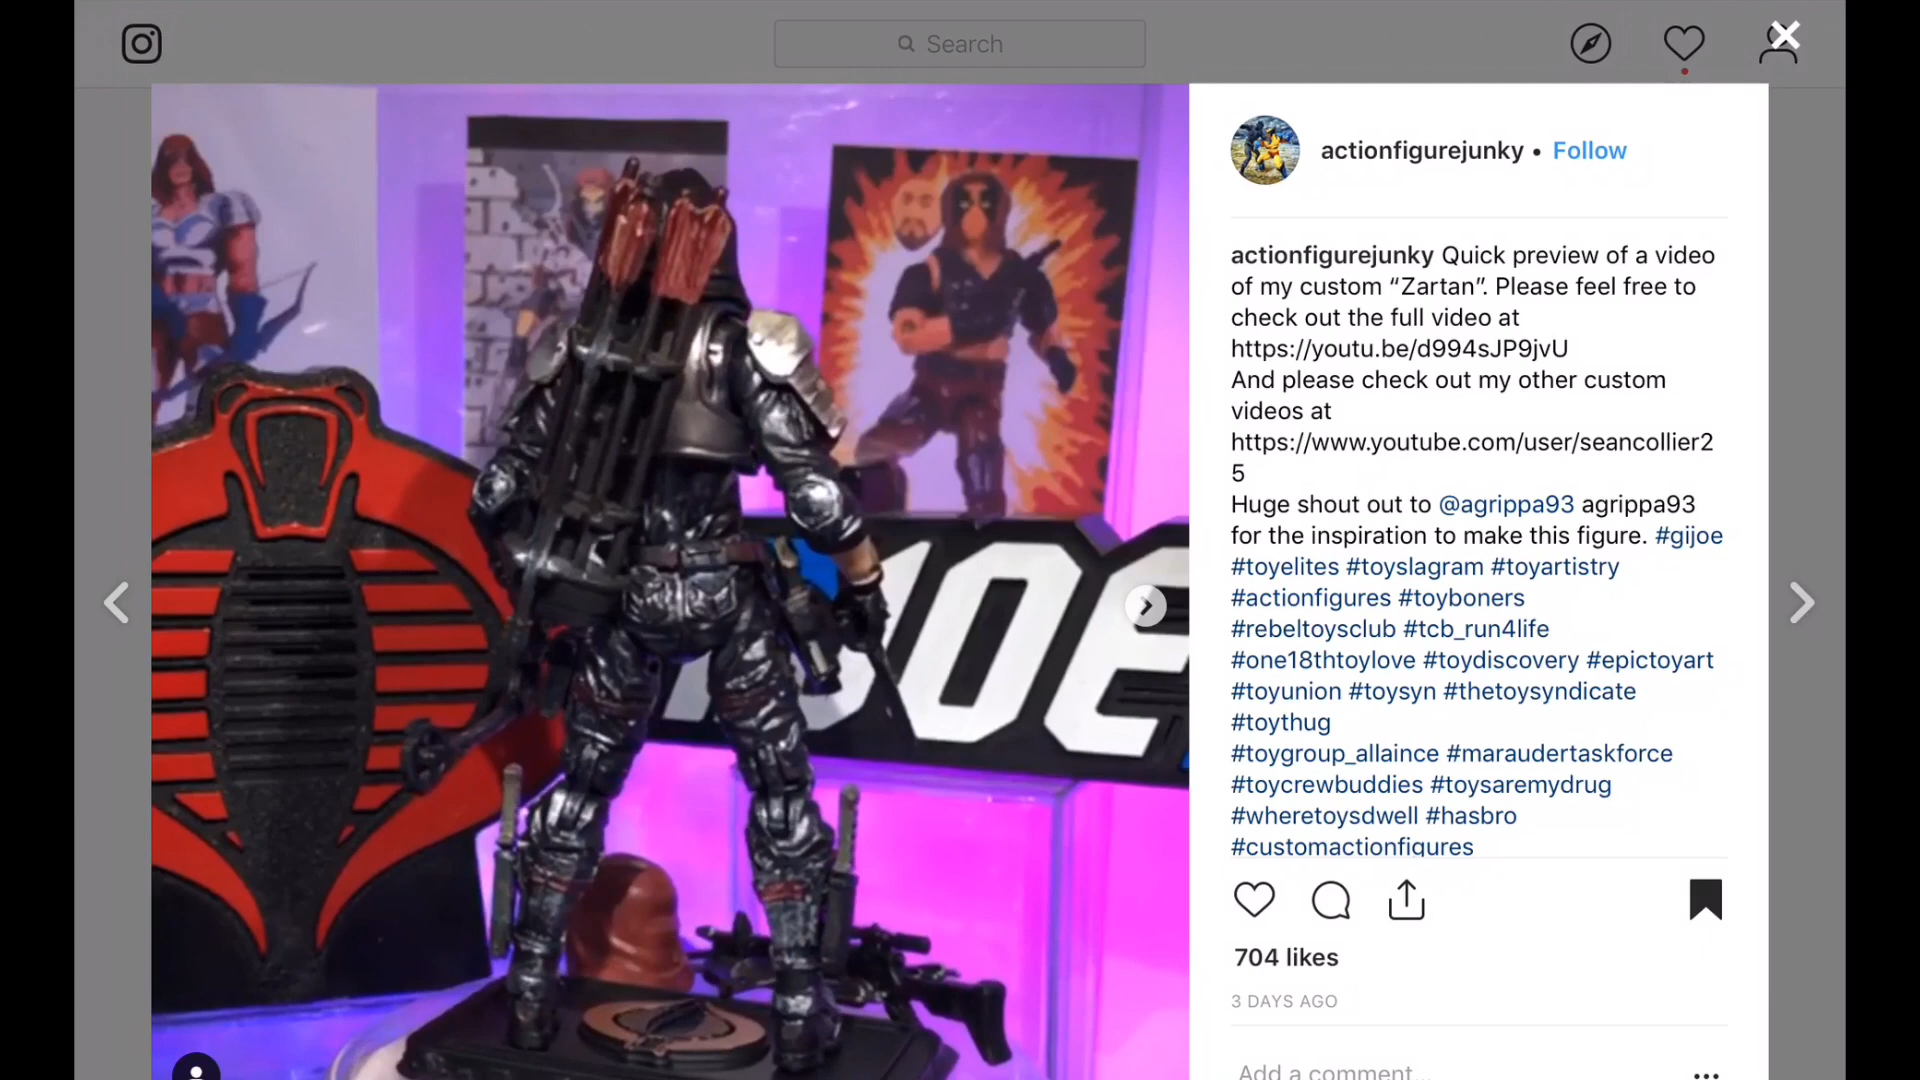 Search
actionfigurejunky • Follow
actionfigurejunky Quick preview of a video
of my custom “Zartan”. Please feel free to
check out the full video at
https://youtu.be/d994sJP9jvU
And please check out my other custom
videos at
https://www.youtube.com/user/seancollier2
5
Huge shout out to @agrippa93 agrippa93
for the inspiration to make this figure. #gijoe
#toyelites #toyslagram #toyartistry
#actionfigures #toyboners
#rebeltoysclub #tcb_run4life
#one18thtoylove #toydiscovery #epictoyart
#toyunion #toysyn #thetoysyndicate
#toythug
#toygroup_allaince #maraudertaskforce
#toycrewbuddies #toysaremydrug
#wheretoysdwell #hasbro
#customactionfigures
704 likes
3 DAYS AGO
Add a comment...
JOE